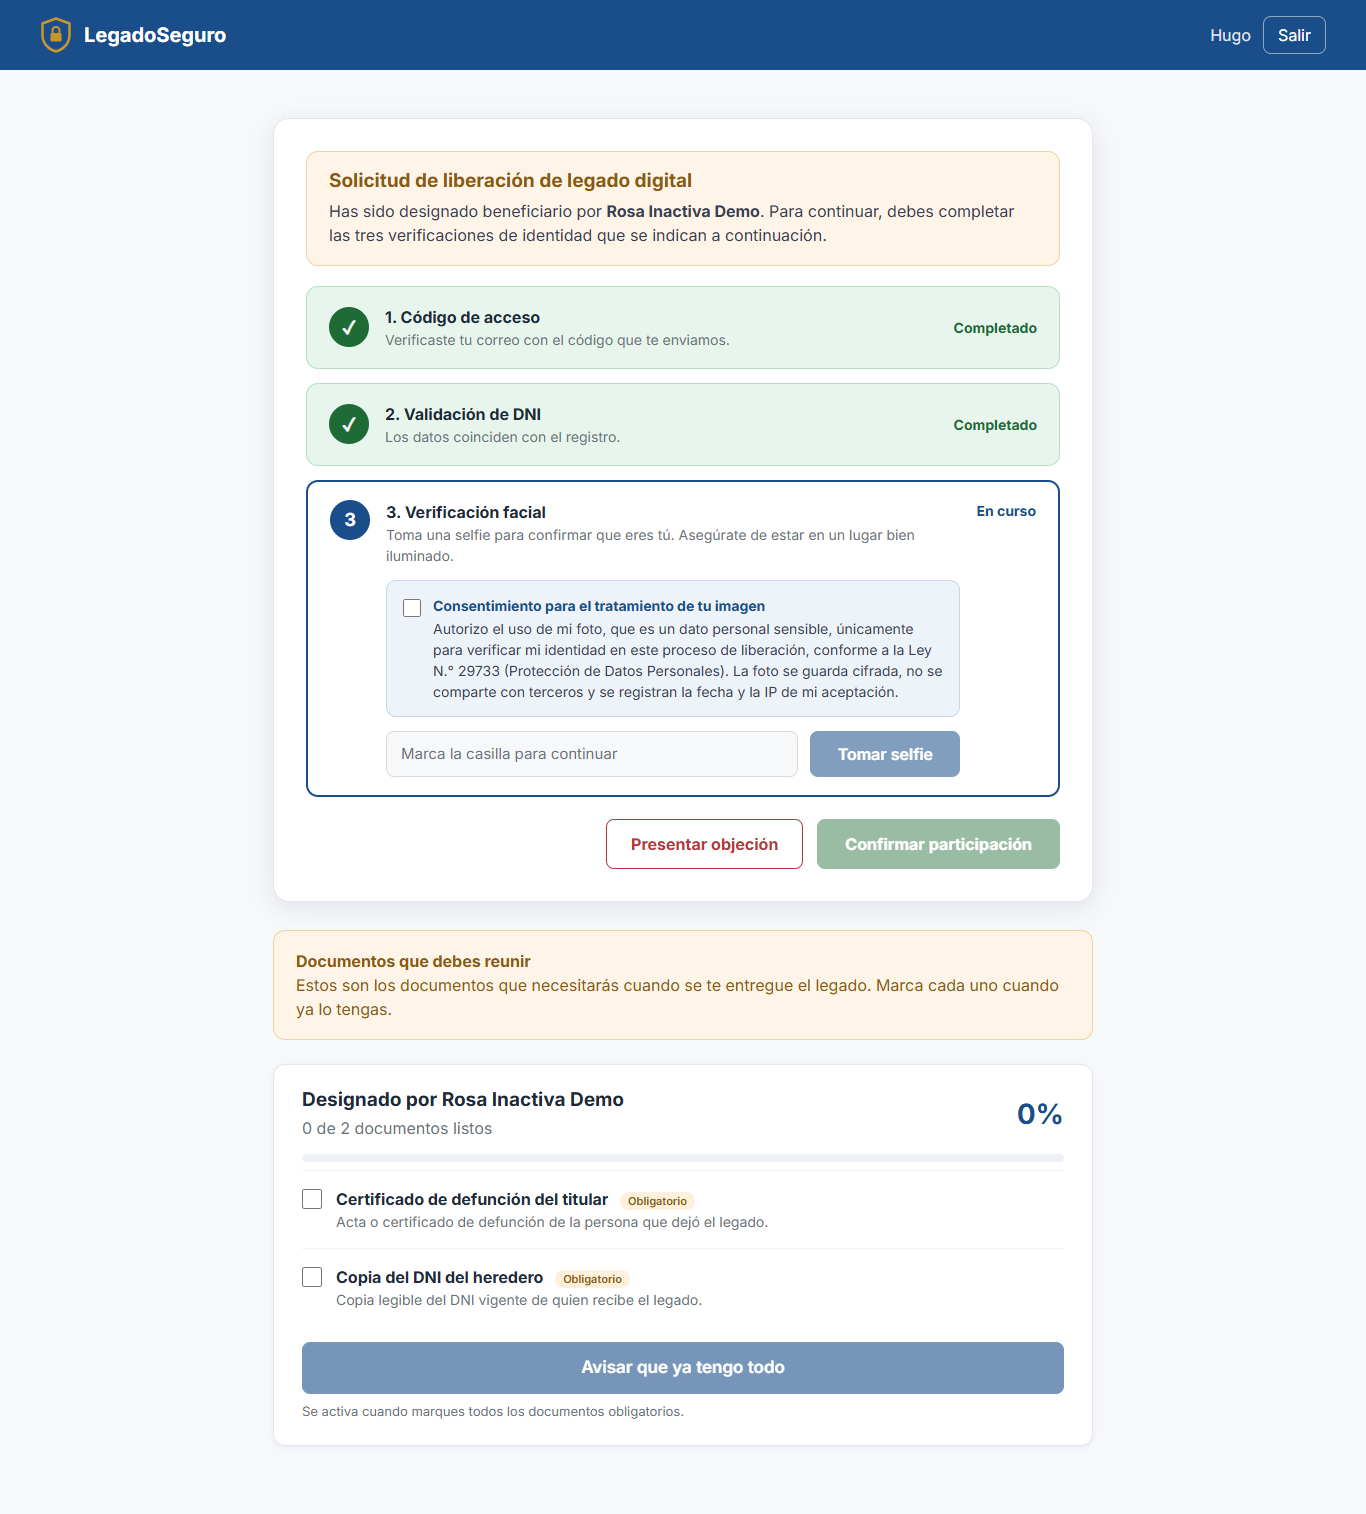 LegadoSeguro
Hugo
Salir
Solicitud de liberación de legado digital
Has sido designado beneficiario por Rosa Inactiva Demo. Para continuar, debes completar
las tres verificaciones de identidad que se indican a continuación.
1. Código de acceso
Verificaste tu correo con el código que te enviamos.
Completado
2. Validación de DNI
Los datos coinciden con el registro.
Completado
3
3. Verificación facial
En curso
Toma una selfie para confirmar que eres tú. Asegúrate de estar en un lugar bien
iluminado.
Consentimiento para el tratamiento de tu imagen
Autorizo el uso de mi foto, que es un dato personal sensible, únicamente
para verificar mi identidad en este proceso de liberación, conforme a la Ley
N.° 29733 (Protección de Datos Personales). La foto se guarda cifrada, no se
comparte con terceros y se registran la fecha y la IP de mi aceptación.
Marca la casilla para continuar
Tomar selfie
Presentar objeción
Confirmar participación
Documentos que debes reunir
Estos son los documentos que necesitarás cuando se te entregue el legado. Marca cada uno cuando
ya lo tengas.
Designado por Rosa Inactiva Demo
0 de 2 documentos listos
0%
Certificado de defunción del titular Obligatorio
Acta o certificado de defunción de la persona que dejó el legado.
Copia del DNI del heredero Obligatorio
Copia legible del DNI vigente de quien recibe el legado.
Avisar que ya tengo todo
Se activa cuando marques todos los documentos obligatorios.